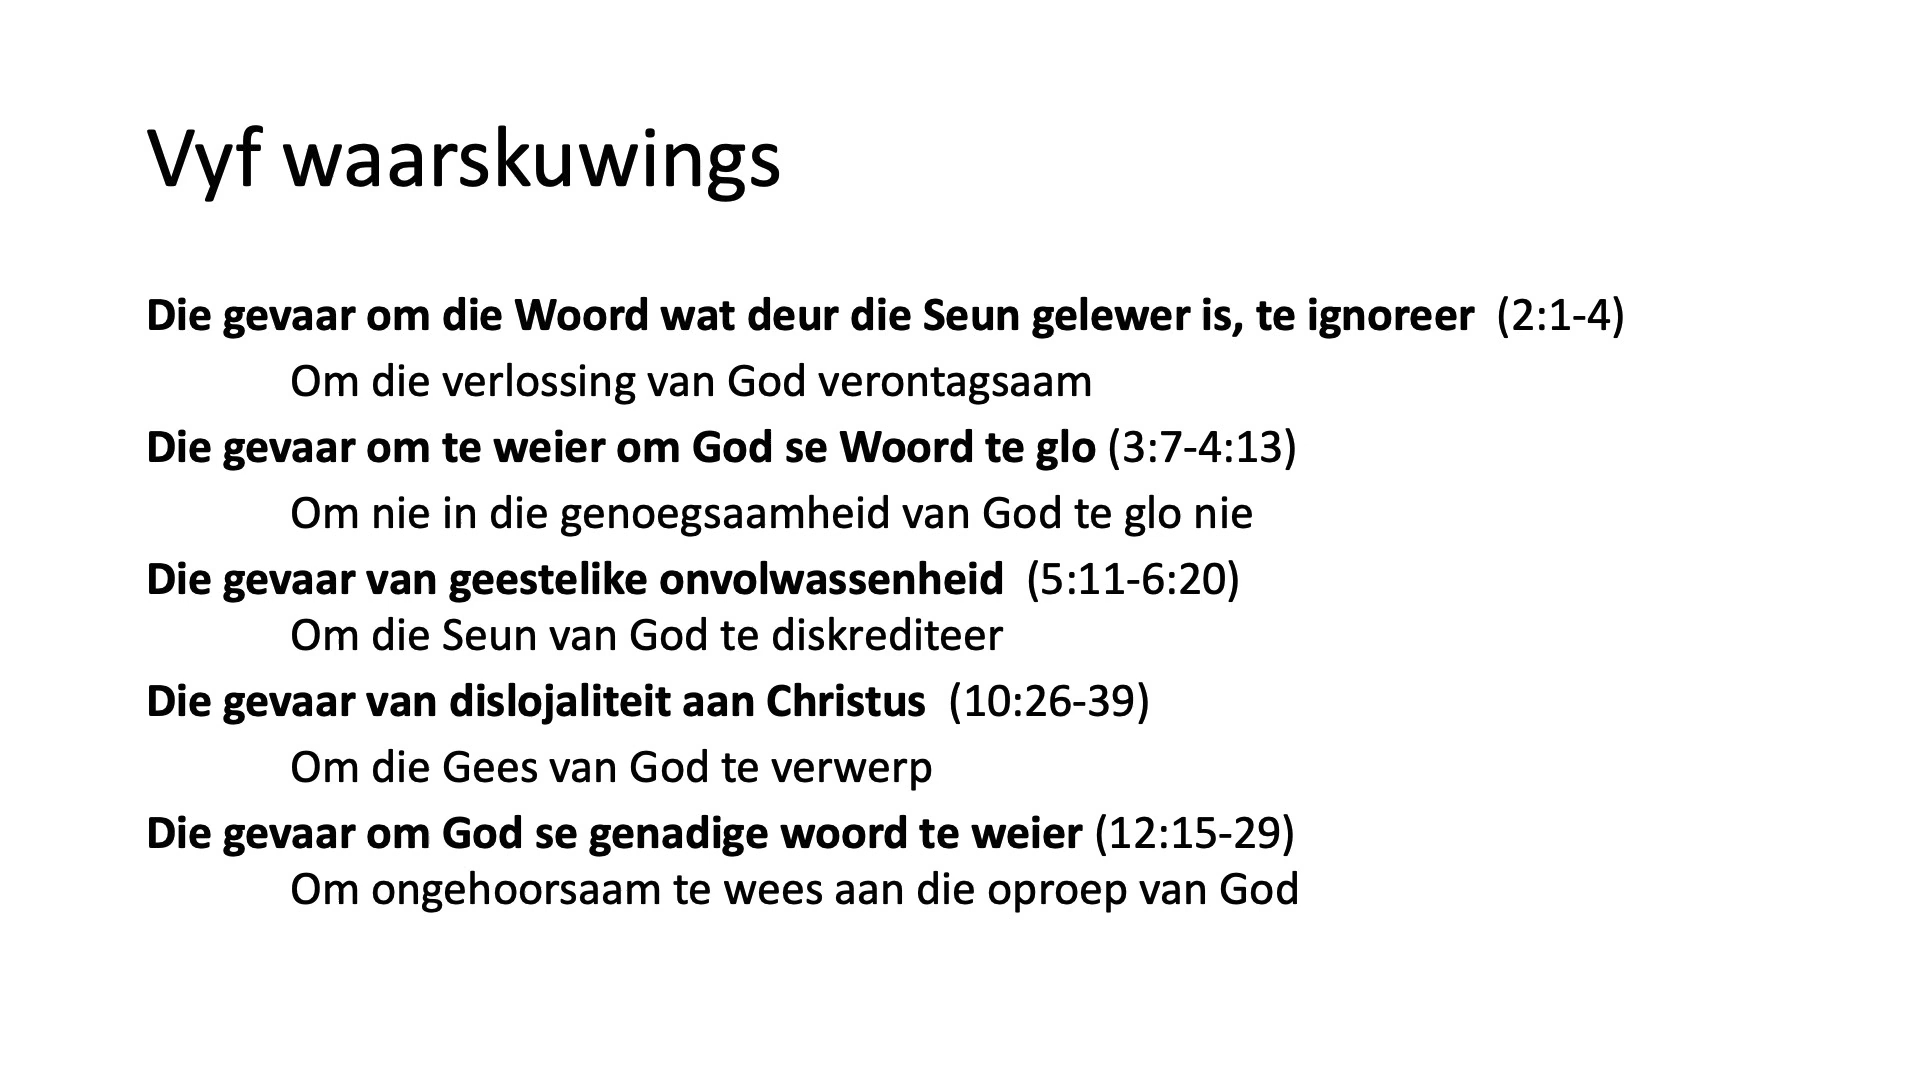 Vyf waarskuwings
Die gevaar om die Woord wat deur die Seun gelewer is, te ignoreer (2:1-4)
Om die verlossing van God verontagsaam
Die gevaar om te weier om God se Woord te glo (3:7-4:13)
Om nie in die genoegsaamheid van God te glo nie
Die gevaar van geestelike onvolwassenheid (5:11-6:20)
Om die Seun van God te diskrediteer
Die gevaar van dislojaliteit aan Christus (10:26-39)
Om die Gees van God te verwerp
Die gevaar om God se genadige woord te weier (12:15-29)
Om ongehoorsaam te wees aan die oproep van God